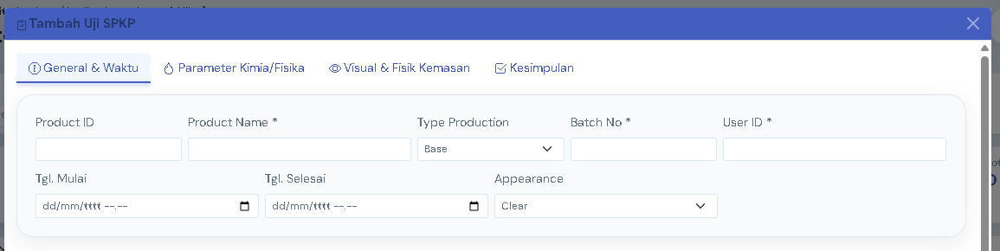 Tambah Uji SPKP
General & Waktu Parameter Kimia/Fisika Visual & Fisik Kemasan Kesimpulan
Product ID Product Name * Type Production Batch No * User ID *
Base
Tgl. Mulai Tgl. Selesai Appearance
dd/mm/tttt --.-- dd/mm/tttt --.-- Clear